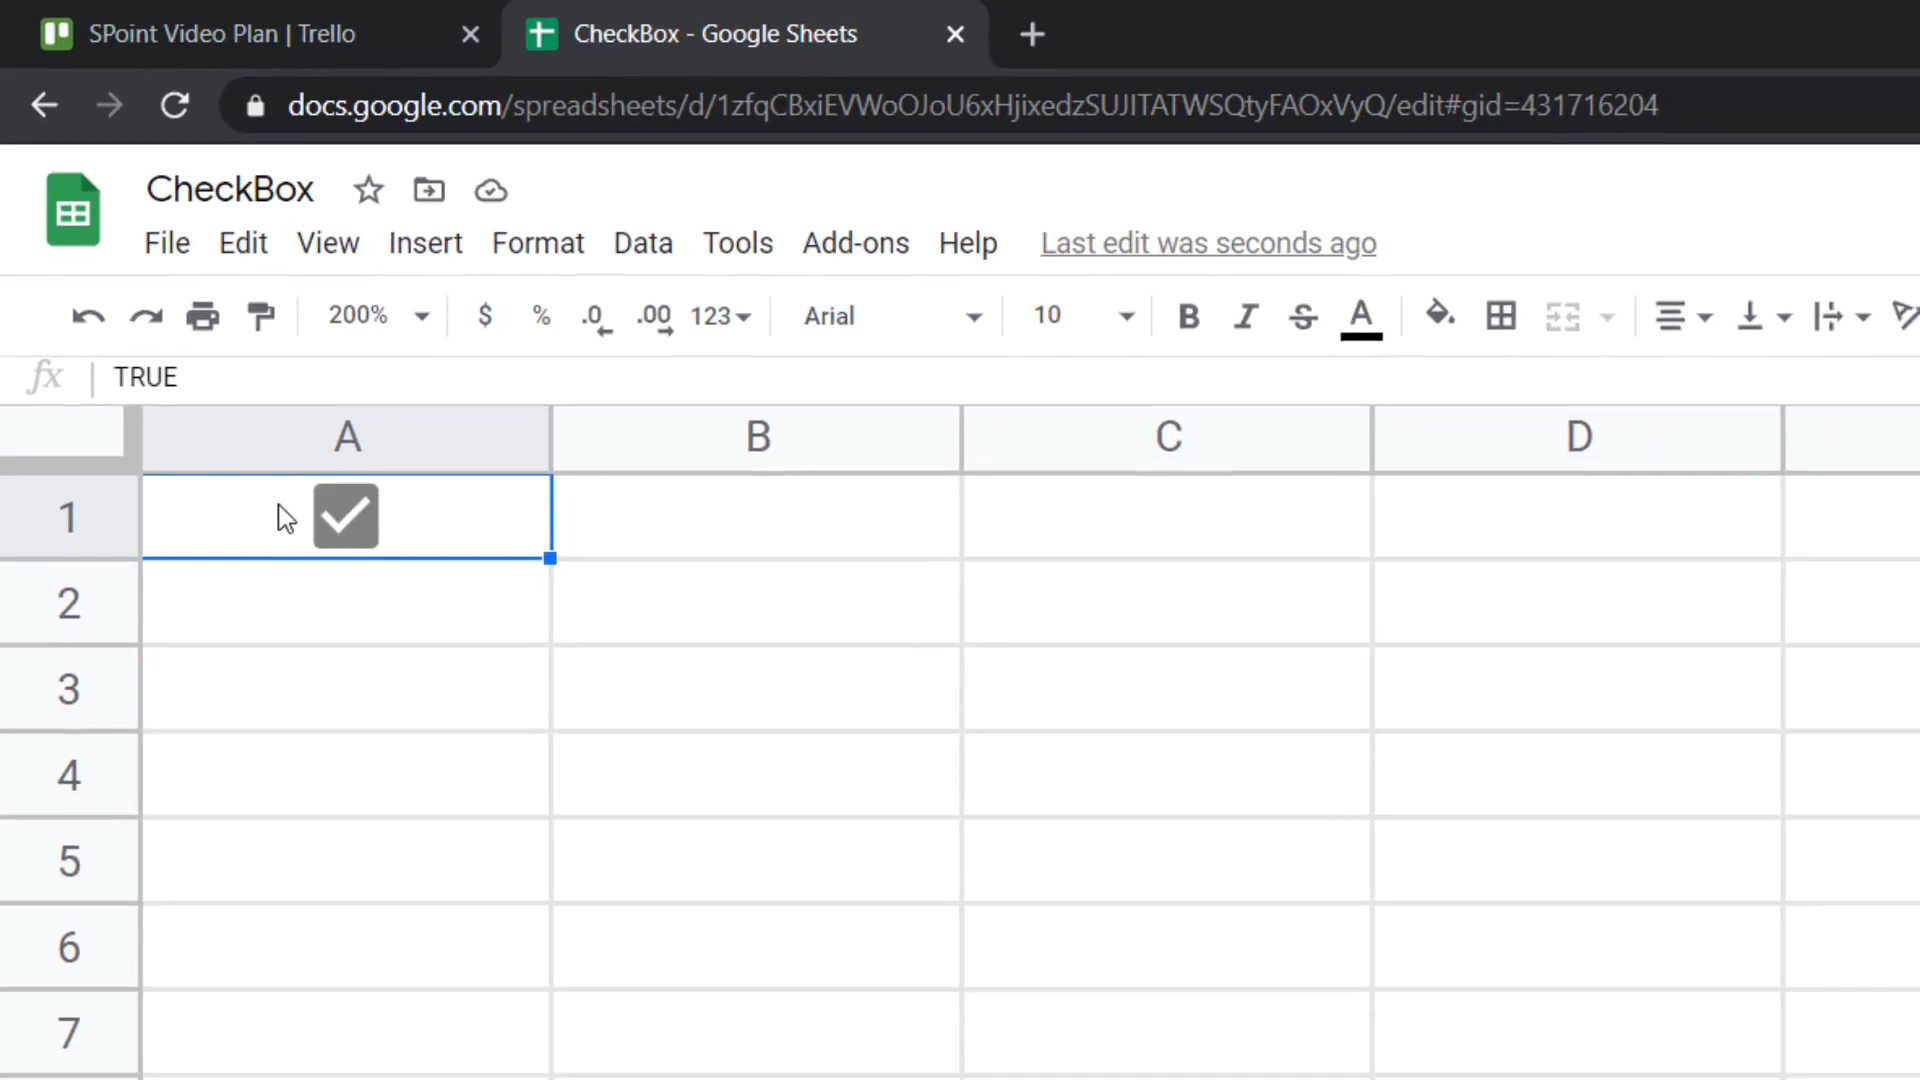 SPoint Video Plan | Trello
CheckBox - Google Sheets
docs.google.com/spreadsheets/d/1zfqCBxiEVWoOJoU6xHjixedzSUJITATWSQtyFAOxVyQ/edit#gid=431716204
CheckBox
File Edit View Insert Format Data Tools Add-ons Help Last edit was seconds ago
200% $ % .0 .00 123 Arial 10 B I S A
fx TRUE
A B C D
1
2
3
4
5
6
7